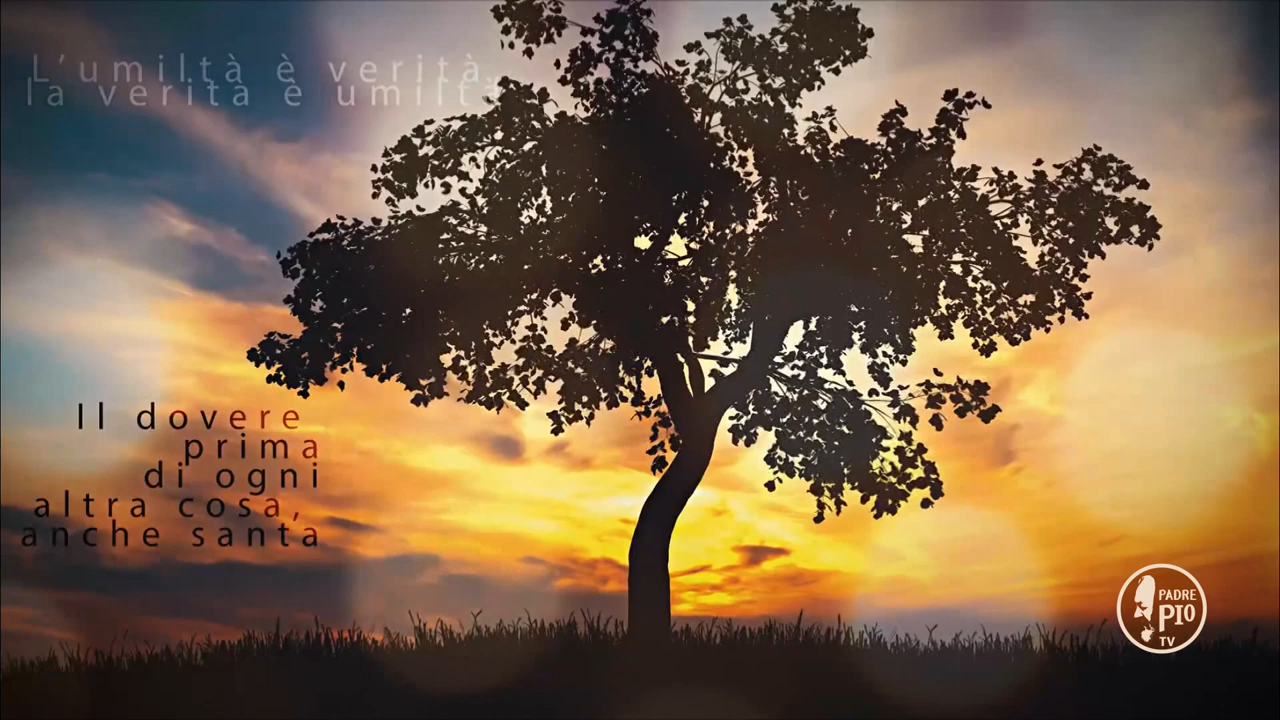 L'umiltà è verità,
la verità è umiltà
Il dovere
prima
di ogni
altra cosa,
anche santa
PADRE
PIO
TV